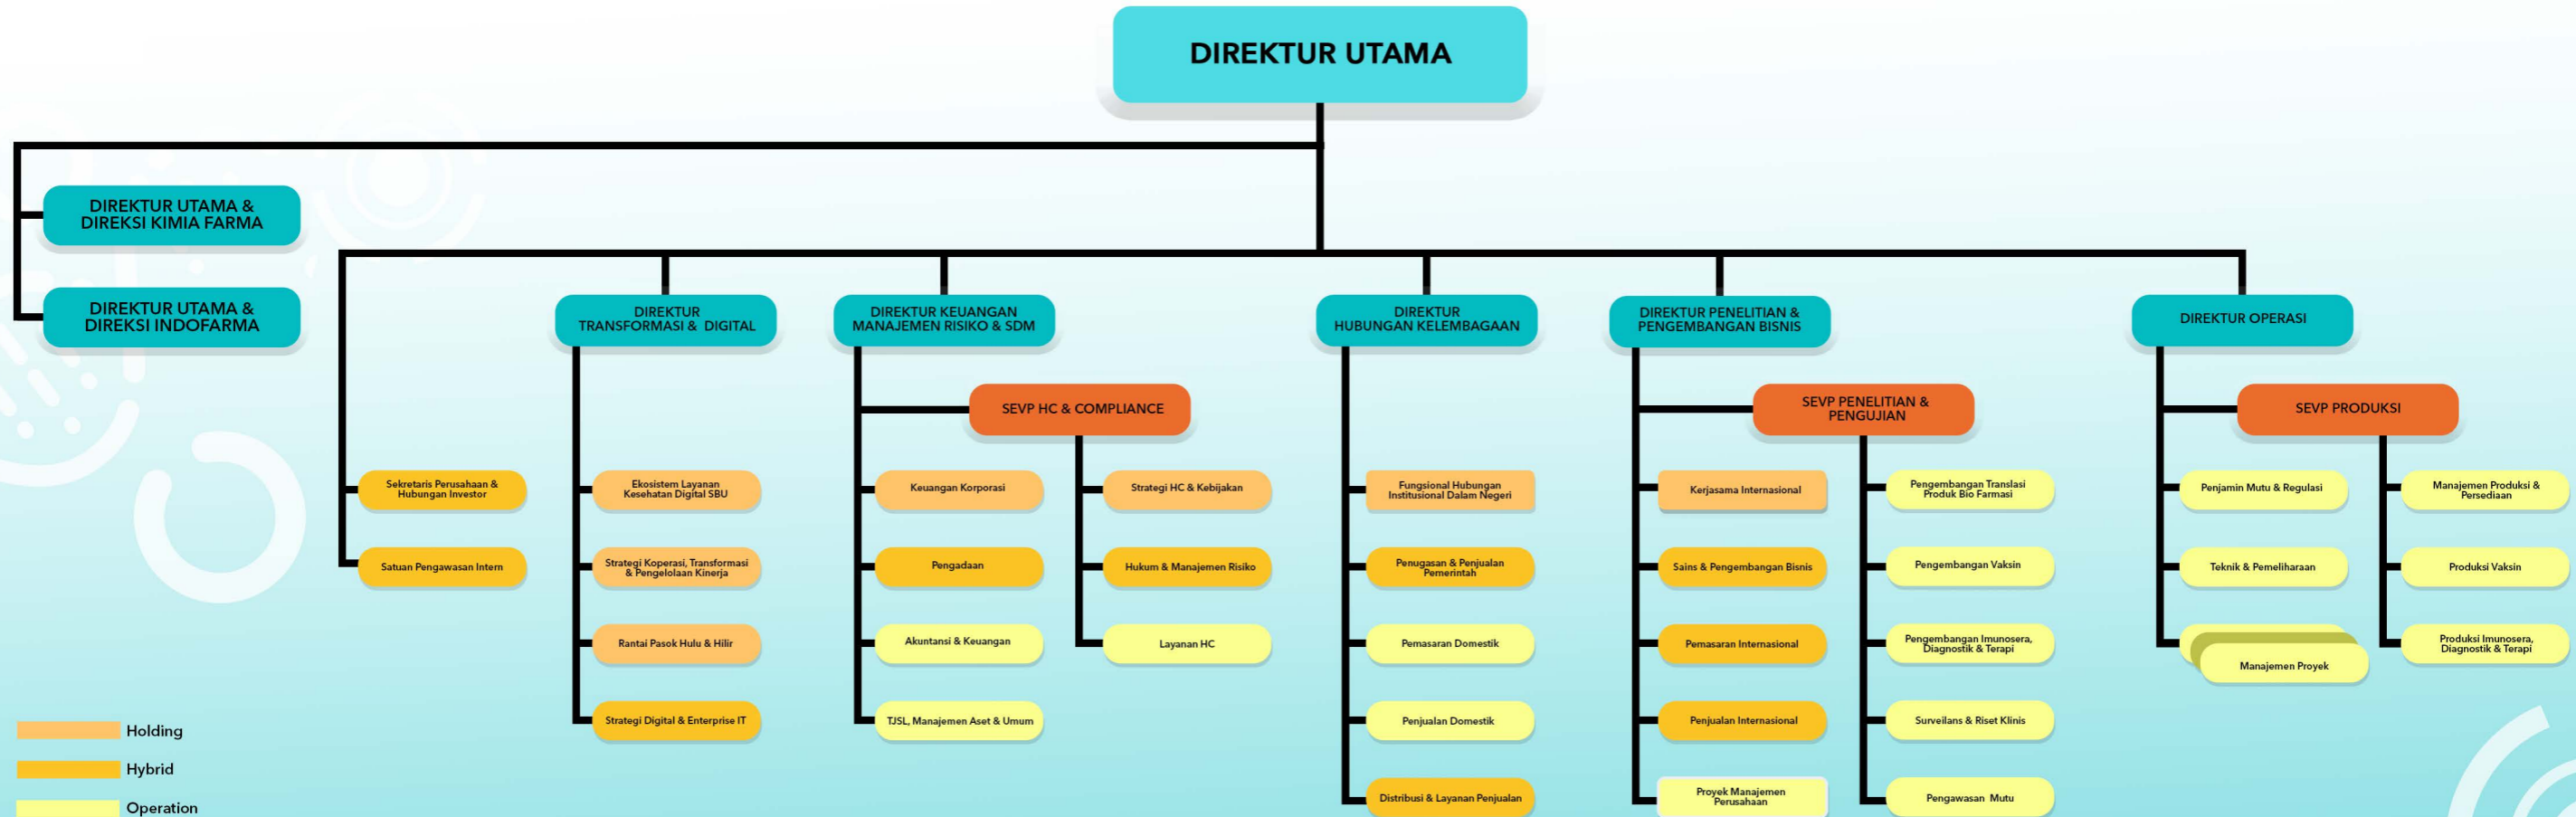 DIREKTUR UTAMA
DIREKTUR UTAMA &
DIREKSI KIMIA FARMA
DIREKTUR UTAMA &
DIREKSI INDOFARMA
DIREKTUR
TRANSFORMASI & DIGITAL
DIREKTUR KEUANGAN
MANAJEMEN RISIKO & SDM
DIREKTUR
HUBUNGAN KELEMBAGAAN
DIREKTUR PENELITIAN &
PENGEMBANGAN BISNIS
DIREKTUR OPERASI
SEVP HC & COMPLIANCE
SEVP PENELITIAN &
PENGUJIAN
SEVP PRODUKSI
Sekretaris Perusahaan &
Hubungan Investor
Satuan Pengawasan Intern
Ekosistem Layanan
Kesehatan Digital SBU
Strategi Koperasi, Transformasi
& Pengelolaan Kinerja
Rantai Pasok Hulu & Hilir
Strategi Digital & Enterprise IT
Keuangan Korporasi
Pengadaan
Akuntansi & Keuangan
TJSL, Manajemen Aset & Umum
Strategi HC & Kebijakan
Hukum & Manajemen Risiko
Layanan HC
Fungsional Hubungan
Institusional Dalam Negeri
Penugasan & Penjualan
Pemerintah
Pemasaran Domestik
Penjualan Domestik
Distribusi & Layanan Penjualan
Kerjasama Internasional
Sains & Pengembangan Bisnis
Pemasaran Internasional
Penjualan Internasional
Proyek Manajemen
Perusahaan
Pengembangan Translasi
Produk Bio Farmasi
Pengembangan Vaksin
Pengembangan Imunosera,
Diagnostik & Terapi
Surveilans & Riset Klinis
Pengawasan Mutu
Penjamin Mutu & Regulasi
Teknik & Pemeliharaan
Manajemen Proyek
Manajemen Produksi &
Persediaan
Produksi Vaksin
Produksi Imunosera,
Diagnostik & Terapi
Holding
Hybrid
Operation